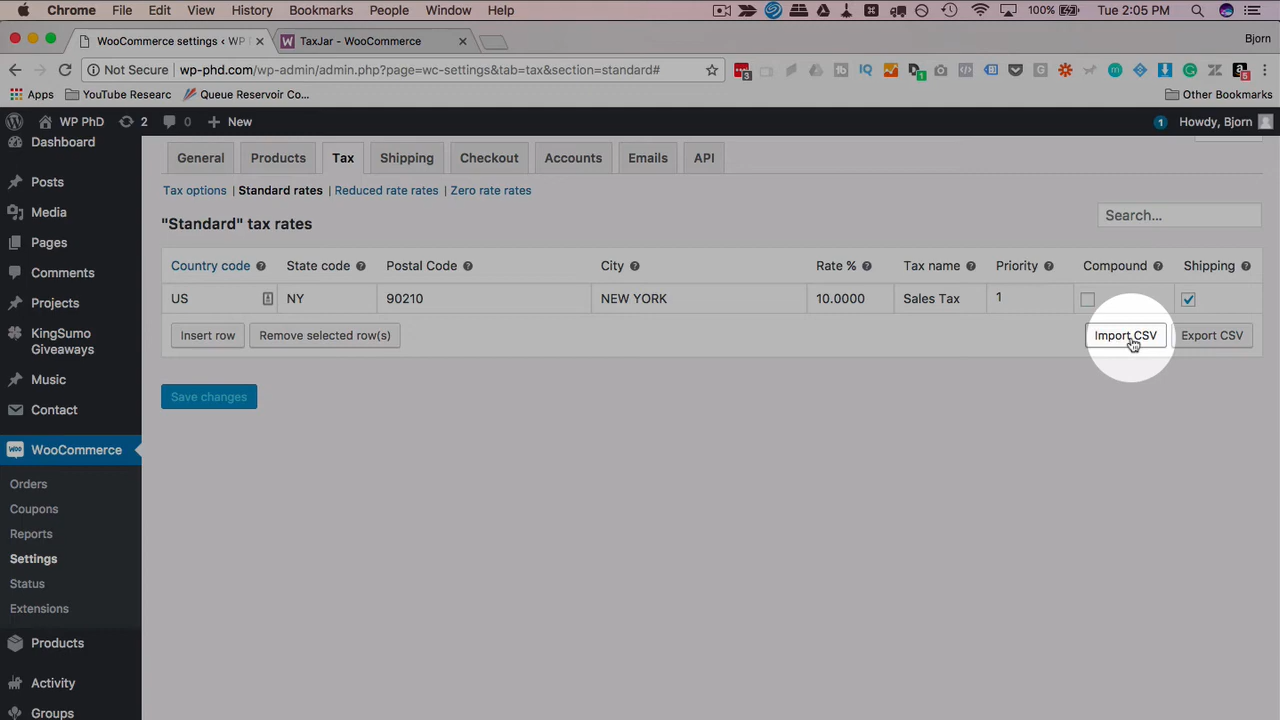 Chrome File Edit View History Bookmarks People Window Help 100% Tue 2:05 PM
WooCommerce settings ‹ WP TaxJar - WooCommerce Bjorn
Not Secure wp-phd.com/wp-admin/admin.php?page=wc-settings&tab=tax&section=standard#
Apps YouTube Researc Queue Reservoir Co... Other Bookmarks
WP PhD 2 0 New 1 Howdy, Bjorn
Dashboard
Posts
Media
Pages
Comments
Projects
KingSumo
Giveaways
Music
Contact
WooCommerce
Orders
Coupons
Reports
Settings
Status
Extensions
Products
Activity
Groups
General Products Tax Shipping Checkout Accounts Emails API
Tax options | Standard rates | Reduced rate rates | Zero rate rates
"Standard" tax rates
Search...
Country code State code Postal Code City Rate % Tax name Priority Compound Shipping
US NY 90210 NEW YORK 10.0000 Sales Tax 1
Insert row Remove selected row(s) Import CSV Export CSV
Save changes